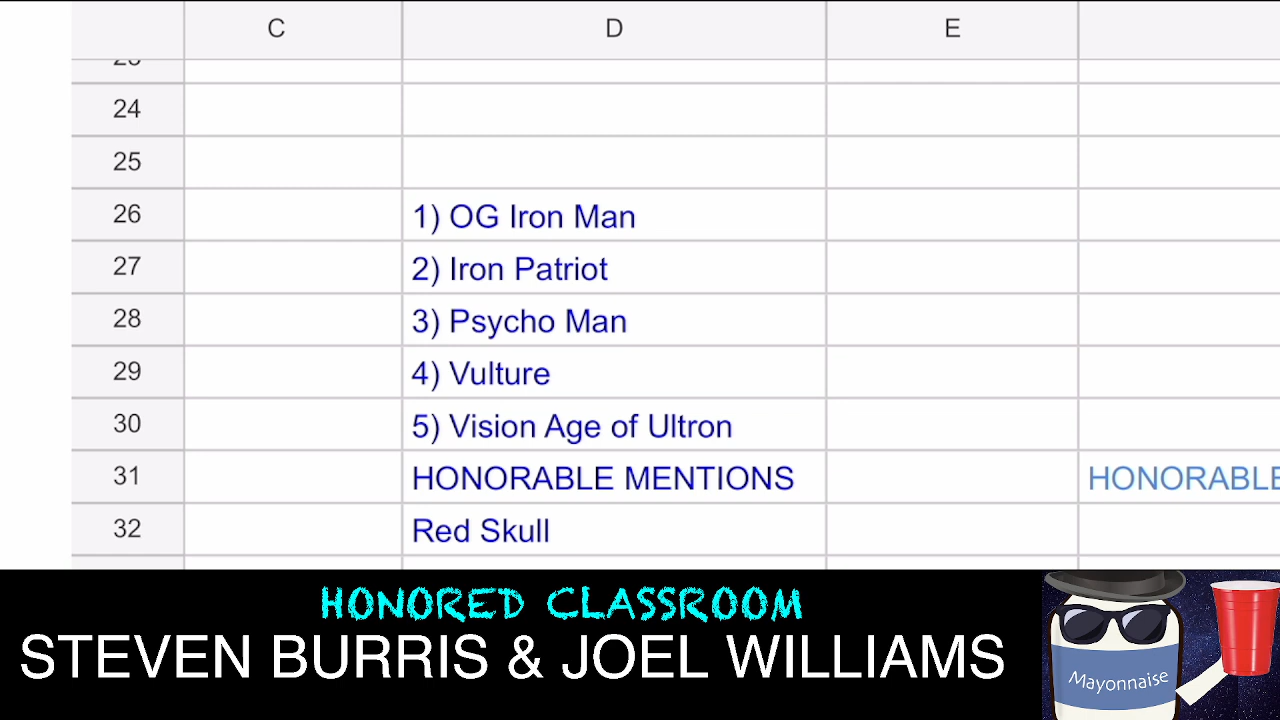 C D E
24
25
26 1) OG Iron Man
27 2) Iron Patriot
28 3) Psycho Man
29 4) Vulture
30 5) Vision Age of Ultron
31 HONORABLE MENTIONS HONORABLE
32 Red Skull
HONORED CLASSROOM
STEVEN BURRIS & JOEL WILLIAMS
Mayonnaise